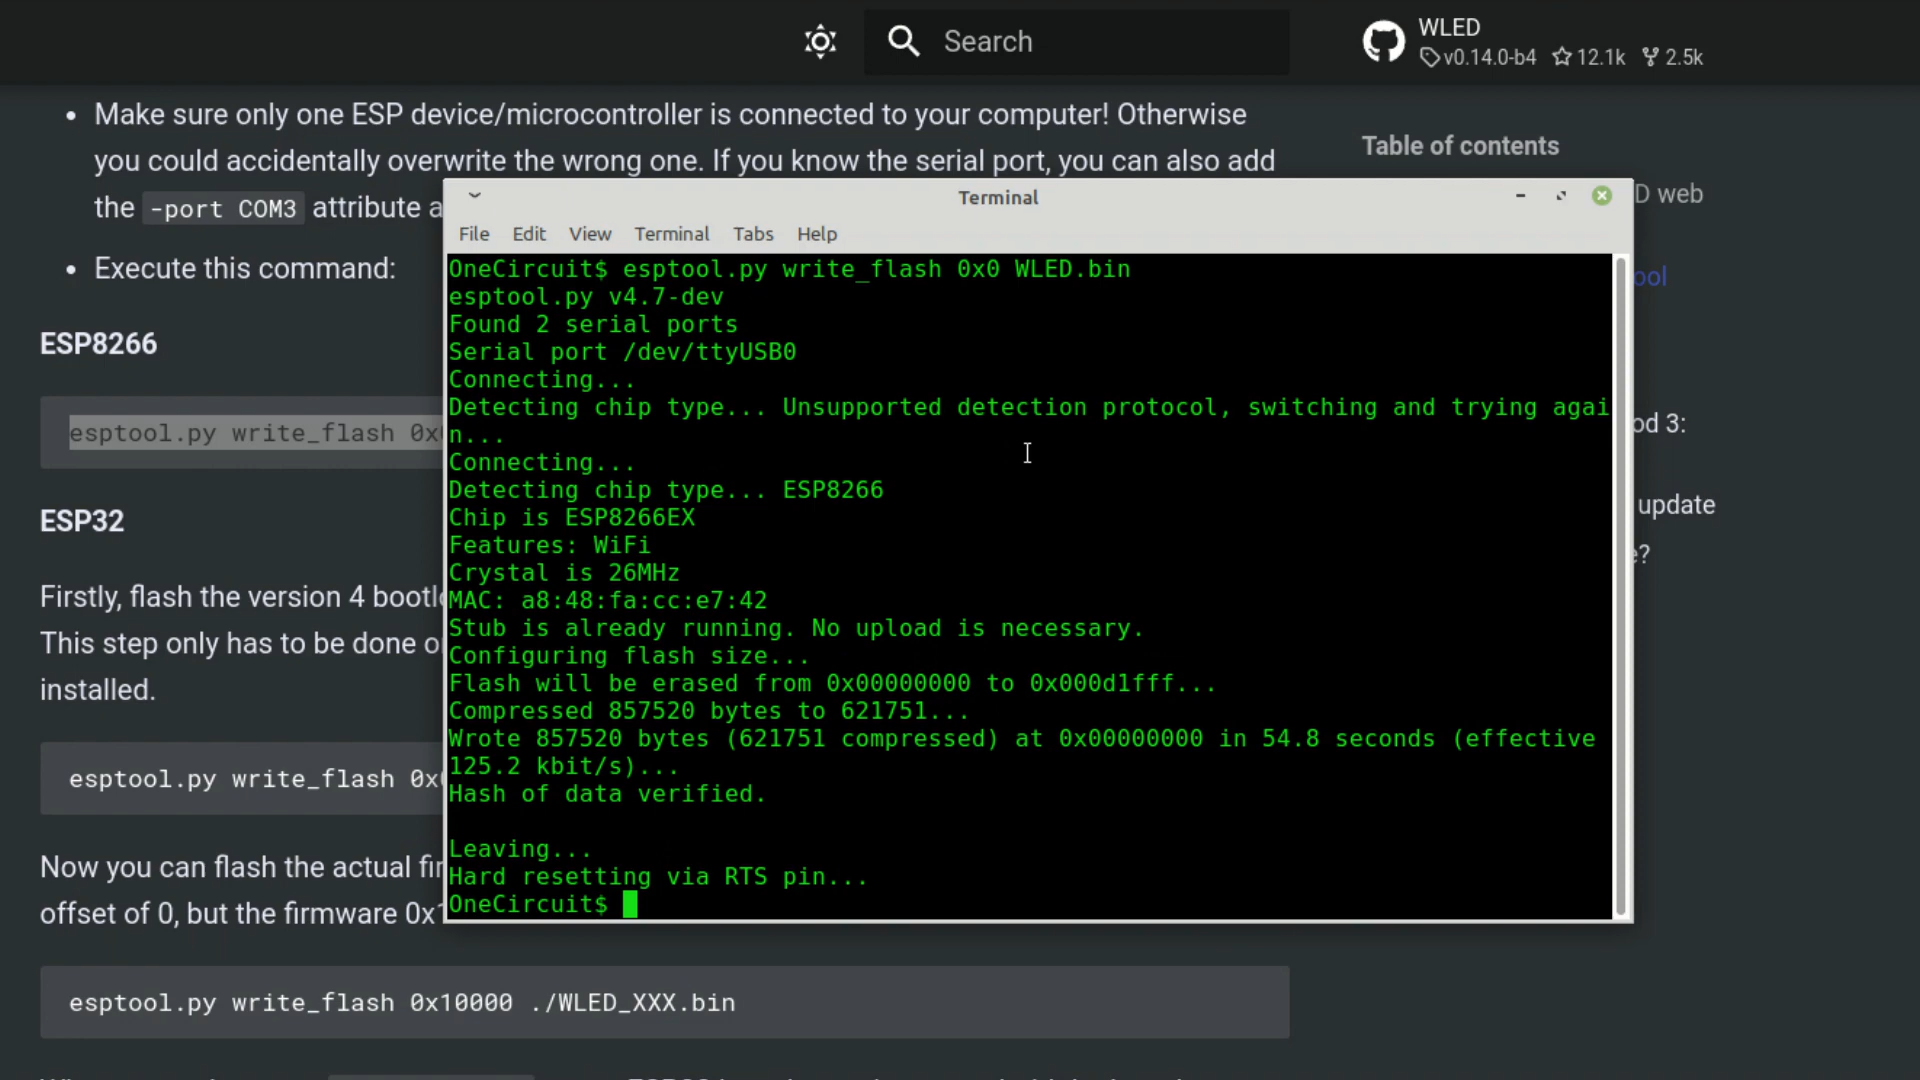 Search
WLED
v0.14.0-b4 12.1k 2.5k
Make sure only one ESP device/microcontroller is connected to your computer! Otherwise
you could accidentally overwrite the wrong one. If you know the serial port, you can also add
the -port COM3 attribute a
Execute this command:
ESP8266
esptool.py write_flash 0x
ESP32
Firstly, flash the version 4 bootl
This step only has to be done o
installed.
esptool.py write_flash 0x
Now you can flash the actual fir
offset of 0, but the firmware 0x
esptool.py write_flash 0x10000 ./WLED_XXX.bin
Terminal
File Edit View Terminal Tabs Help
OneCircuit$ esptool.py write_flash 0x0 WLED.bin
esptool.py v4.7-dev
Found 2 serial ports
Serial port /dev/ttyUSB0
Connecting...
Detecting chip type... Unsupported detection protocol, switching and trying agai
n...
Connecting...
Detecting chip type... ESP8266
Chip is ESP8266EX
Features: WiFi
Crystal is 26MHz
MAC: a8:48:fa:cc:e7:42
Stub is already running. No upload is necessary.
Configuring flash size...
Flash will be erased from 0x00000000 to 0x000d1fff...
Compressed 857520 bytes to 621751...
Wrote 857520 bytes (621751 compressed) at 0x00000000 in 54.8 seconds (effective
125.2 kbit/s)...
Hash of data verified.
Leaving...
Hard resetting via RTS pin...
OneCircuit$
Table of contents
D web
ool
od 3:
update
e?